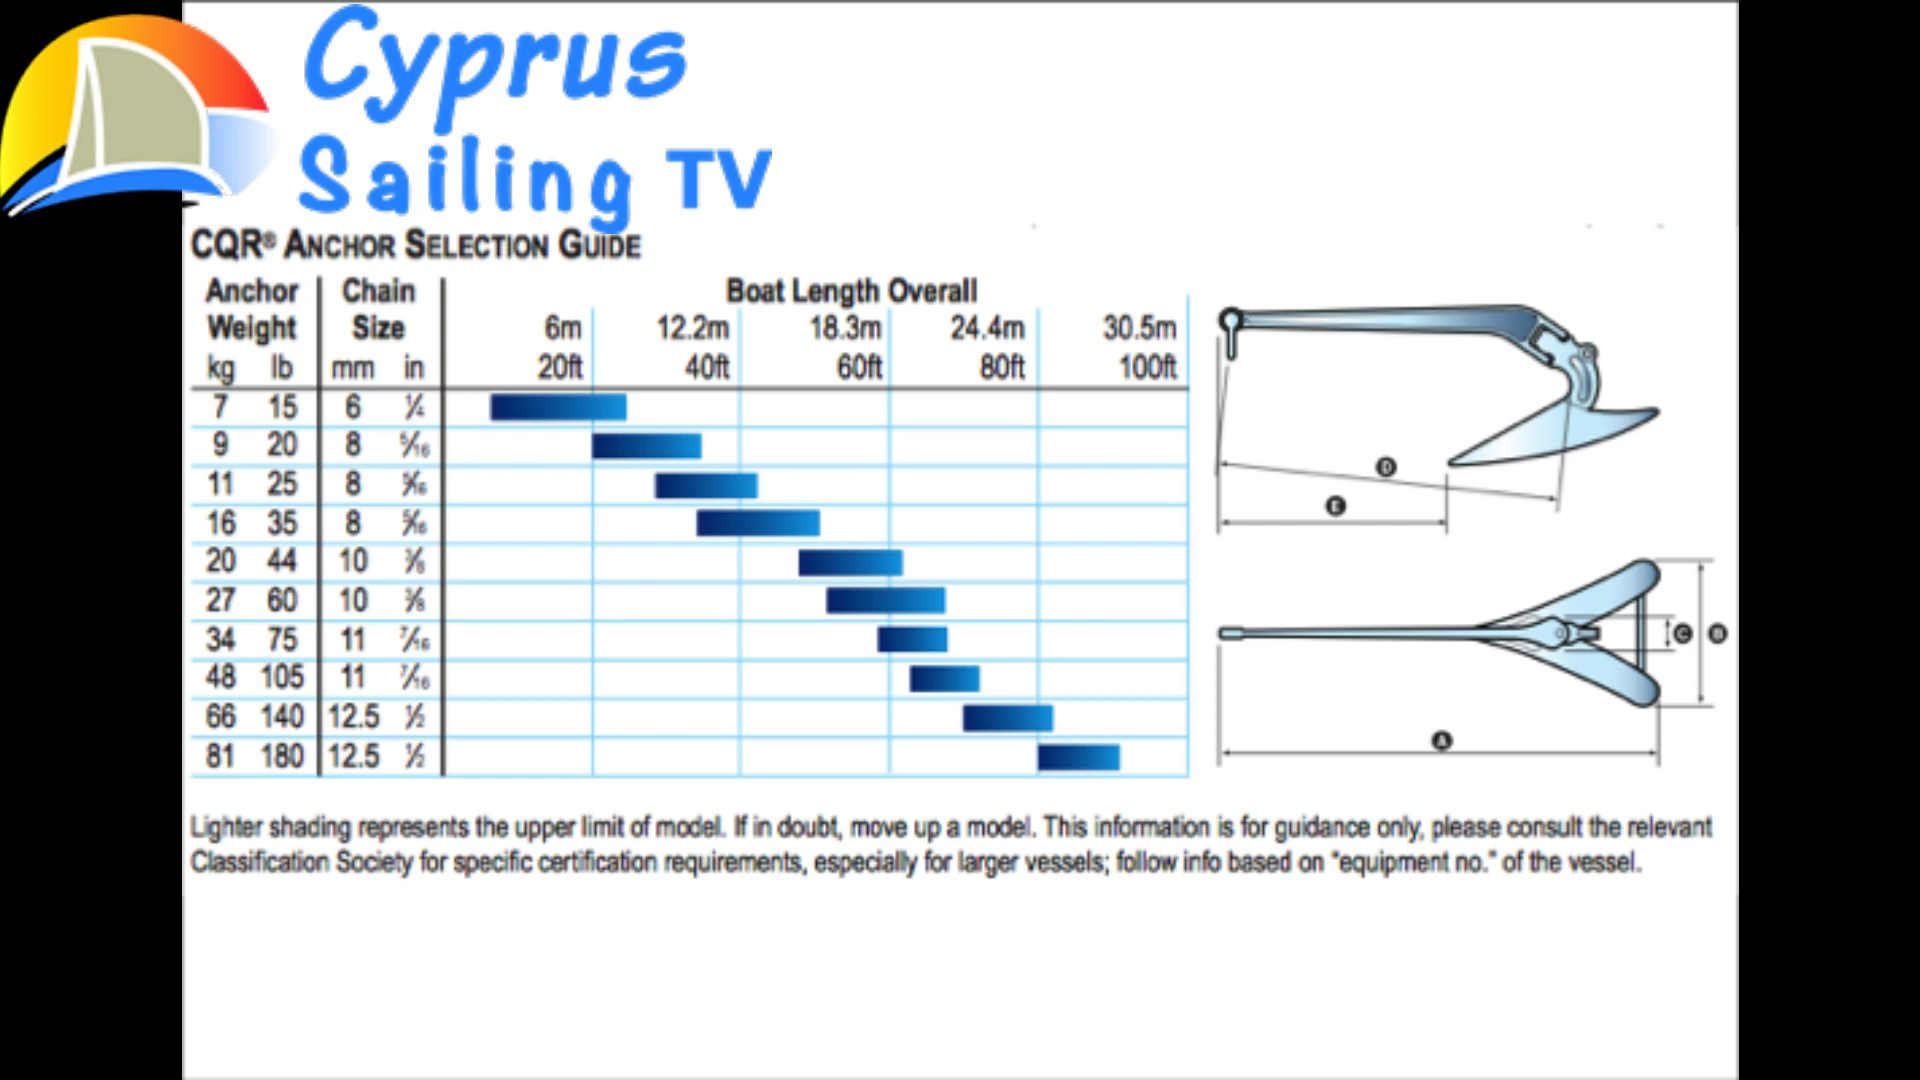 Cyprus
Sailing TV
CQR® ANCHOR SELECTION GUIDE
Anchor Chain Boat Length Overall
Weight Size 6m 12.2m 18.3m 24.4m 30.5m
kg lb mm in 20ft 40ft 60ft 80ft 100ft
7 15 6 1/4
9 20 8 5/16
11 25 8 5/16
16 35 8 5/16
20 44 10 3/8
27 60 10 3/8
34 75 11 7/16
48 105 11 7/16
66 140 12.5 1/2
81 180 12.5 1/2
D
E
C B
A
Lighter shading represents the upper limit of model. If in doubt, move up a model. This information is for guidance only, please consult the relevant
Classification Society for specific certification requirements, especially for larger vessels; follow info based on "equipment no." of the vessel.